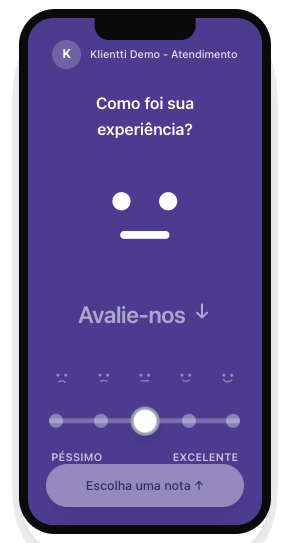 K
Klientti Demo - Atendimento
Como foi sua
experiência?
Avalie-nos ↓
PÉSSIMO EXCELENTE
Escolha uma nota ↑